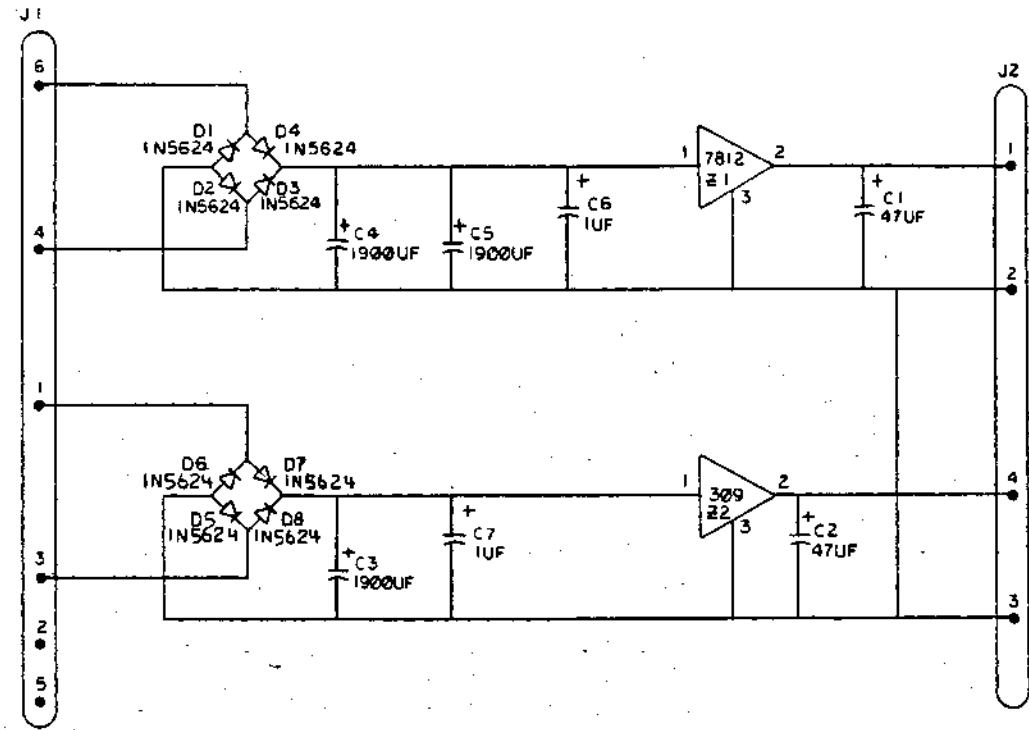 J1
6
J2
D1
D4
1N5624
1N5624
1
7812
2
1
Z1
D2
D3
3
1N5624
1N5624
+
C6
1UF
+
C1
47UF
4
+
C4
1900UF
+
C5
1900UF
2
1
D6
D7
1N5624
1N5624
1
309
2
4
Z2
D5
D8
3
1N5624
1N5624
+
C7
1UF
+
C2
47UF
3
+
C3
1900UF
3
2
5